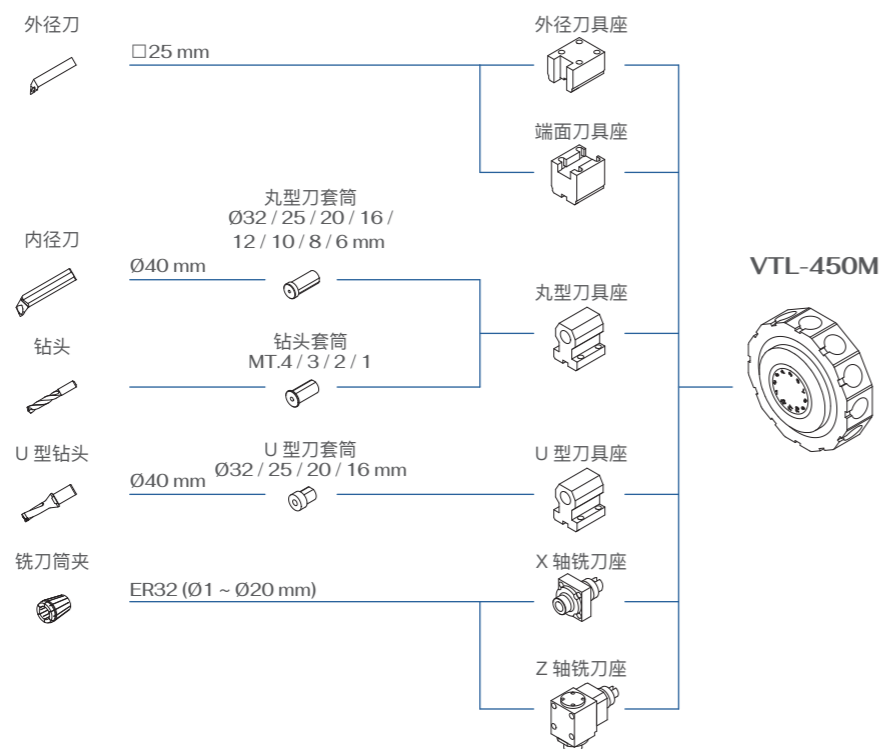 外径刀
□25 mm
外径刀具座
端面刀具座
内径刀
Ø40 mm
丸型刀套筒
Ø32 / 25 / 20 / 16 /
12 / 10 / 8 / 6 mm
丸型刀具座
钻头
钻头套筒
MT.4 / 3 / 2 / 1
U 型钻头
Ø40 mm
U 型刀套筒
Ø32 / 25 / 20 / 16 mm
U 型刀具座
铣刀筒夹
ER32 (Ø1 ~ Ø20 mm)
X 轴铣刀座
Z 轴铣刀座
VTL-450M